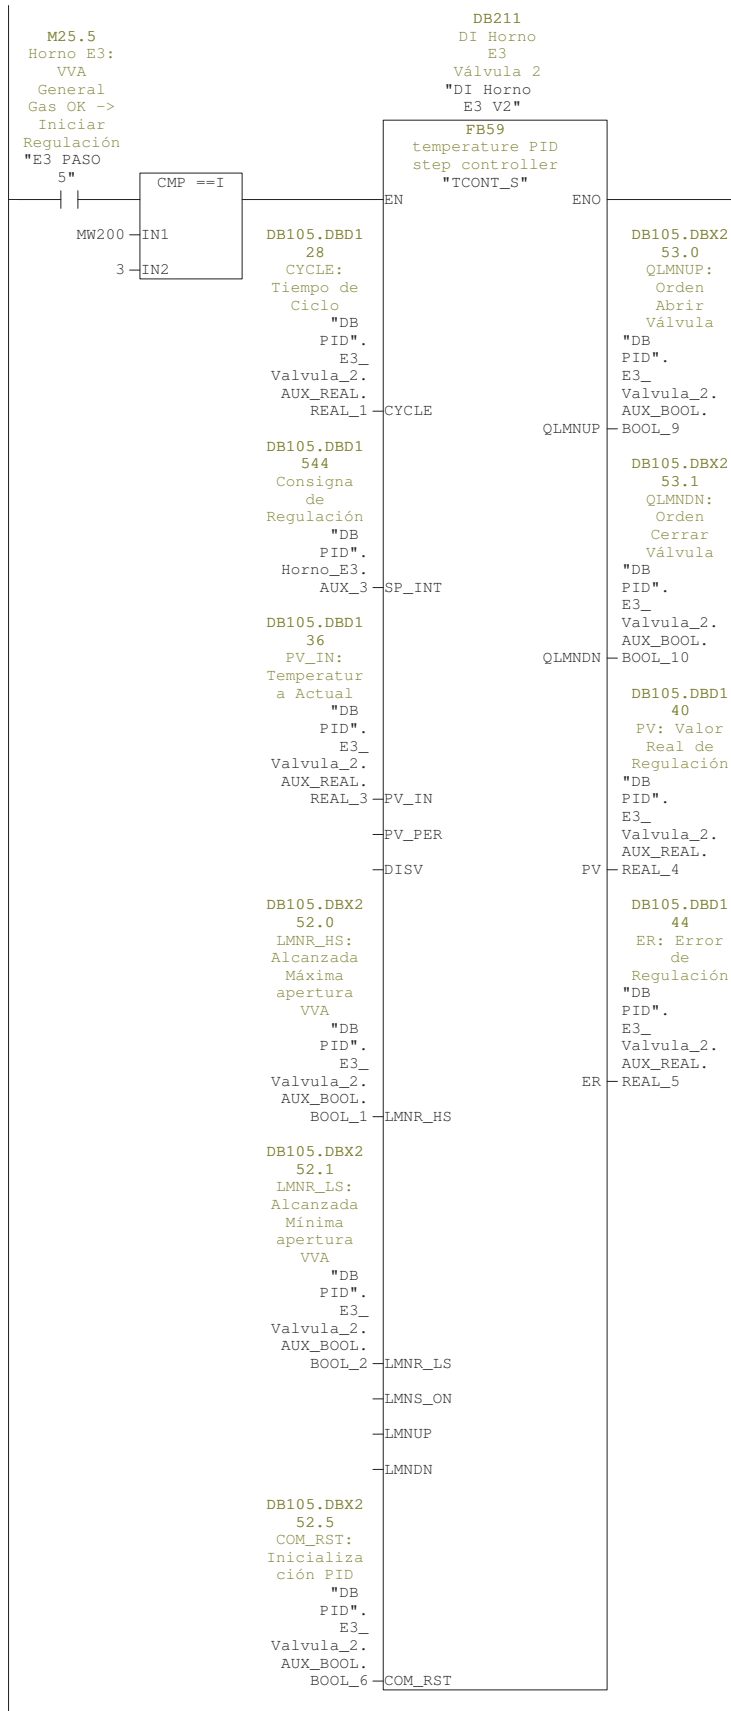 M25.5
Horno E3:
VVA
General
Gas OK ->
Iniciar
Regulación
"E3 PASO
5"
CMP ==I
MW200
IN1
3
IN2
DB211
DI Horno
E3
Válvula 2
"DI Horno
E3 V2"
FB59
temperature PID
step controller
"TCONT_S"
EN
ENO
DB105.DBD1
28
CYCLE:
Tiempo de
Ciclo
"DB
PID".
E3_
Valvula_2.
AUX_REAL.
REAL_1
CYCLE
DB105.DBD1
544
Consigna
de
Regulación
"DB
PID".
Horno_E3.
AUX_3
SP_INT
DB105.DBD1
36
PV_IN:
Temperatur
a Actual
"DB
PID".
E3_
Valvula_2.
AUX_REAL.
REAL_3
PV_IN
PV_PER
DISV
DB105.DBX2
52.0
LMNR_HS:
Alcanzada
Máxima
apertura
VVA
"DB
PID".
E3_
Valvula_2.
AUX_BOOL.
BOOL_1
LMNR_HS
DB105.DBX2
52.1
LMNR_LS:
Alcanzada
Mínima
apertura
VVA
"DB
PID".
E3_
Valvula_2.
AUX_BOOL.
BOOL_2
LMNR_LS
LMNS_ON
LMNUP
LMNDN
DB105.DBX2
52.5
COM_RST:
Inicializa
ción PID
"DB
PID".
E3_
Valvula_2.
AUX_BOOL.
BOOL_6
COM_RST
DB105.DBX2
53.0
QLMNUP:
Orden
Abrir
Válvula
"DB
PID".
E3_
Valvula_2.
AUX_BOOL.
QLMNUP
BOOL_9
DB105.DBX2
53.1
QLMNDN:
Orden
Cerrar
Válvula
"DB
PID".
E3_
Valvula_2.
AUX_BOOL.
QLMNDN
BOOL_10
DB105.DBD1
40
PV: Valor
Real de
Regulación
"DB
PID".
E3_
Valvula_2.
AUX_REAL.
PV
REAL_4
DB105.DBD1
44
ER: Error
de
Regulación
"DB
PID".
E3_
Valvula_2.
AUX_REAL.
ER
REAL_5